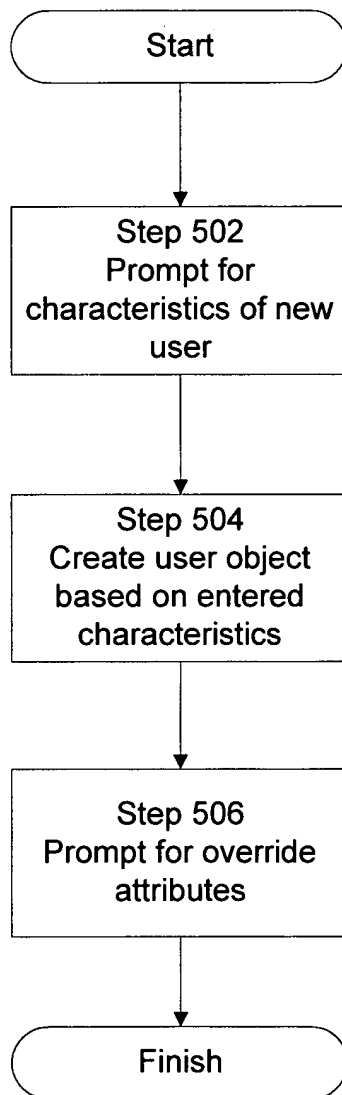 Start
Step 502
Prompt for
characteristics of new
user
Step 504
Create user object
based on entered
characteristics
Step 506
Prompt for override
attributes
Finish